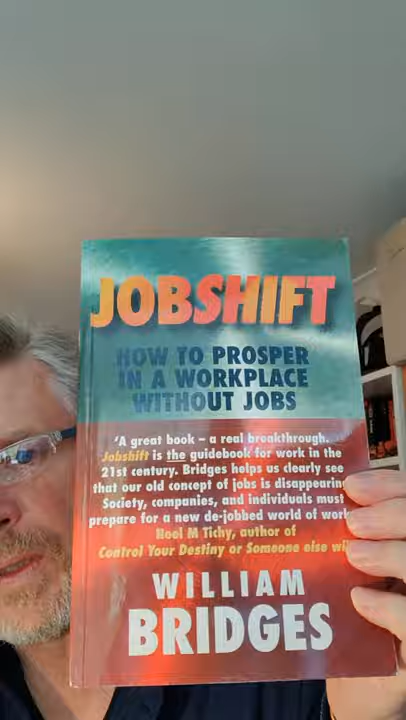 JOBSHIFT
HOW TO PROSPER
IN A WORKPLACE
WITHOUT JOBS
'A great book – a real breakthrough.
Jobshift is the guidebook for work in the
21st century. Bridges helps us clearly see
that our old concept of jobs is disappearing
Society, companies, and individuals must
prepare for a new de-jobbed world of work
Noel M Tichy, author of
Control Your Destiny or Someone else
WILLIAM
BRIDGES